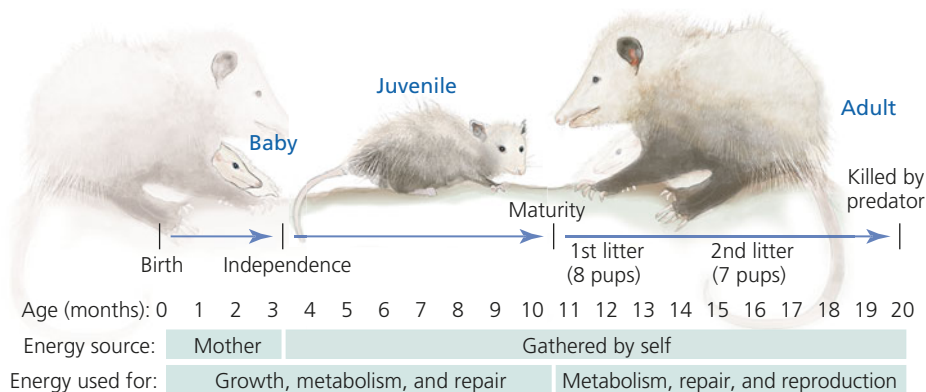 Juvenile
Adult
Baby
Killed by
predator
Maturity
Birth
Independence
1st litter
(8 pups)
2nd litter
(7 pups)
Age (months): 0 1 2 3 4 5 6 7 8 9 10 11 12 13 14 15 16 17 18 19 20
Energy source: Mother Gathered by self
Energy used for: Growth, metabolism, and repair Metabolism, repair, and reproduction